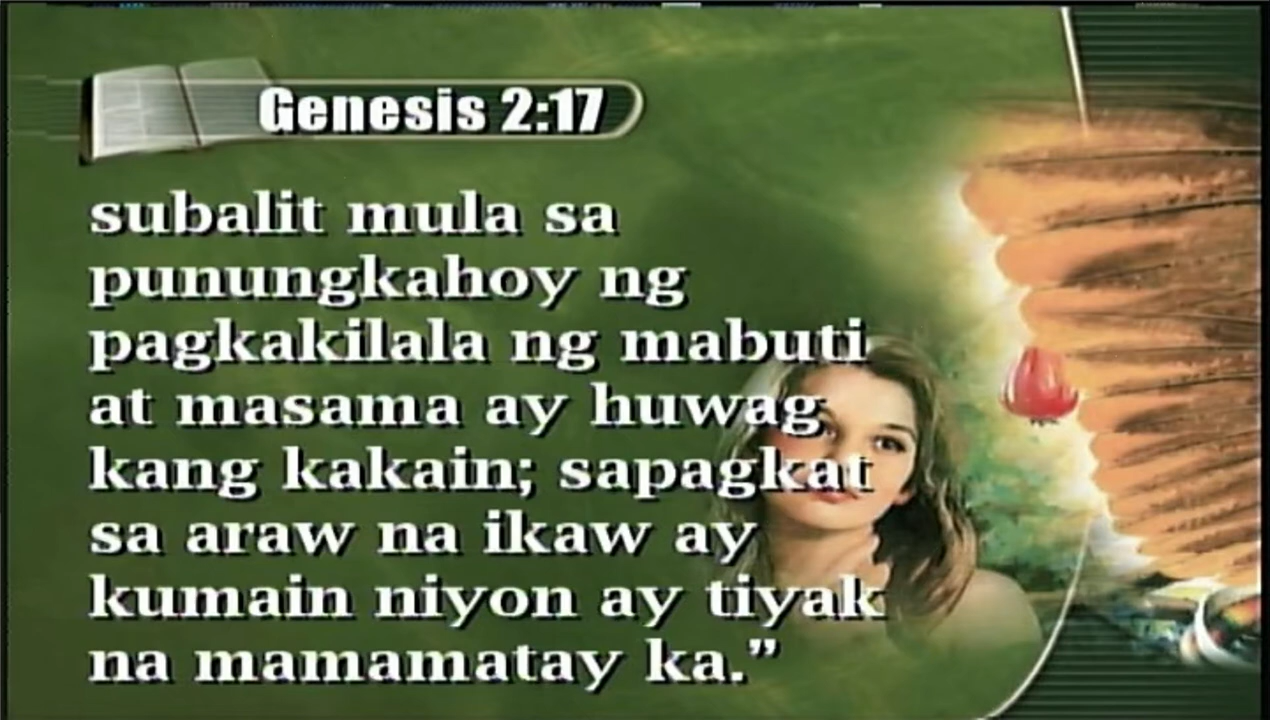 Genesis 2:17
subalit mula sa
punungkahoy ng
pagkakilala ng mabuti
at masama ay huwag
kang kakain; sapagkat
sa araw na ikaw ay
kumain niyon ay tiyak
na mamamatay ka.”